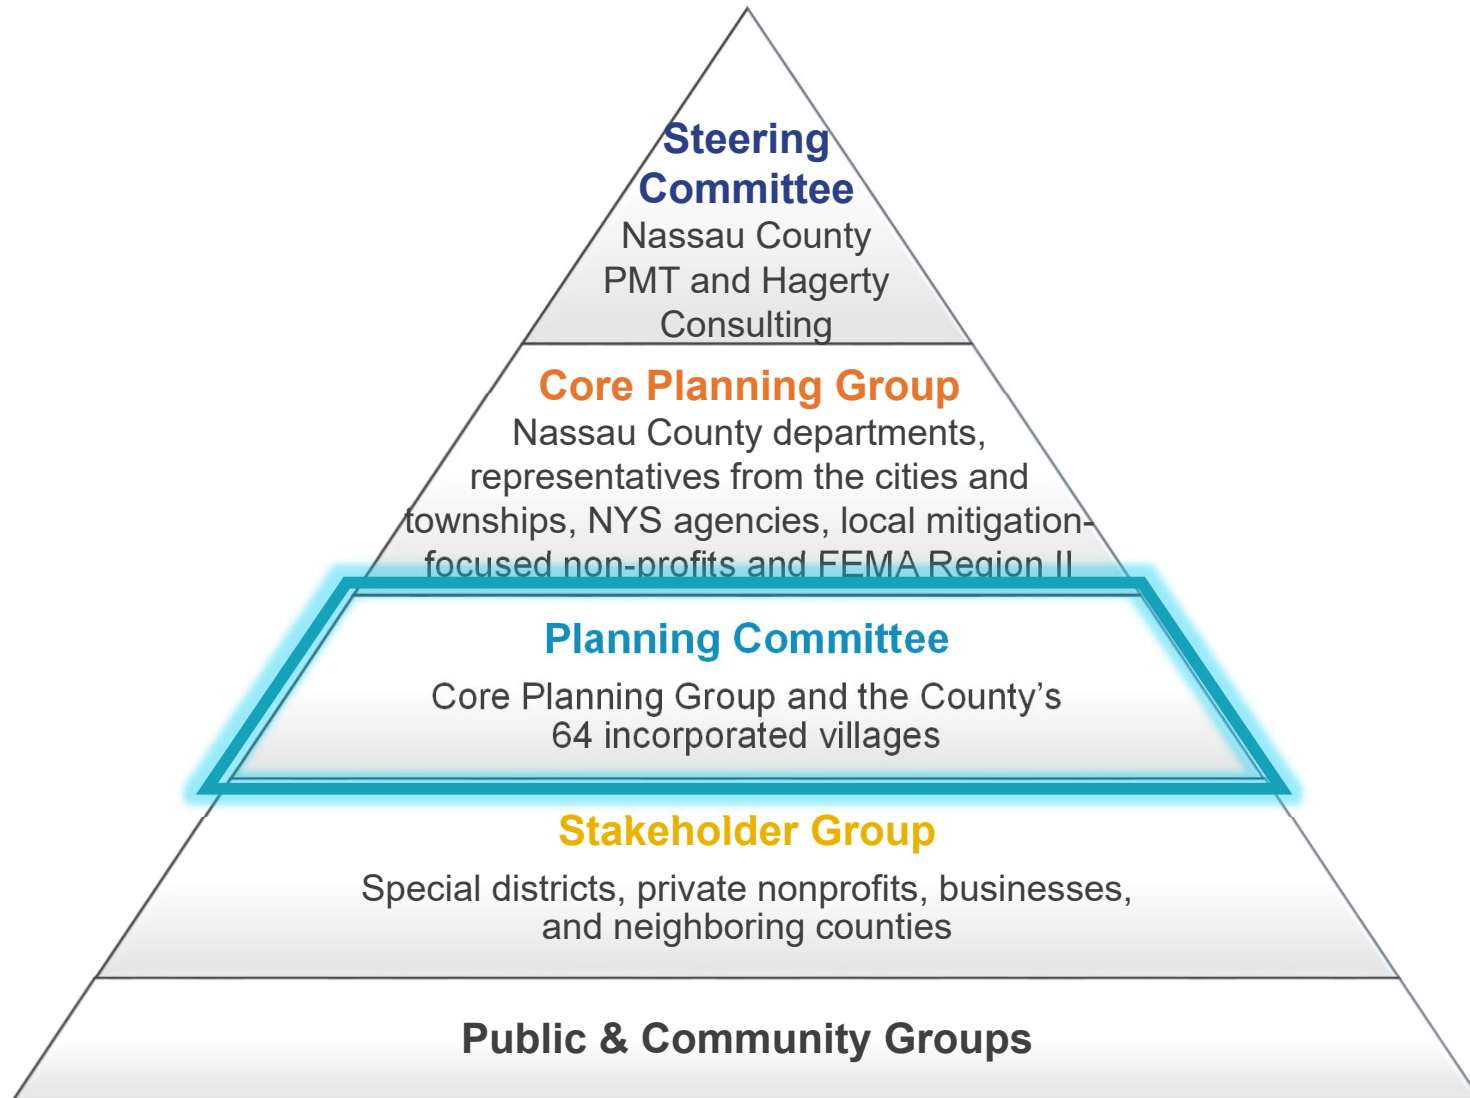 Steering
Committee
Nassau County
PMT and Hagerty
Consulting
Core Planning Group
Nassau County departments,
representatives from the cities and
townships, NYS agencies, local mitigation-
focused non-profits and FEMA Region II
Planning Committee
Core Planning Group and the County’s
64 incorporated villages
Stakeholder Group
Special districts, private nonprofits, businesses,
and neighboring counties
Public & Community Groups